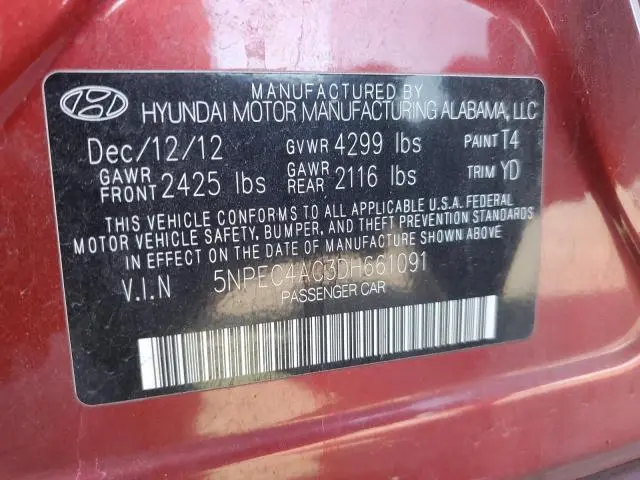 MANUFACTURED BY
HYUNDAI MOTOR MANUFACTURING ALABAMA, LLC
Dec/12/12 GVWR 4299 lbs PAINT T4
GAWR FRONT 2425 lbs GAWR REAR 2116 lbs TRIM YD
THIS VEHICLE CONFORMS TO ALL APPLICABLE U.S.A. FEDERAL
MOTOR VEHICLE SAFETY, BUMPER, AND THEFT PREVENTION STANDARDS
IN EFFECT ON THE DATE OF MANUFACTURE SHOWN ABOVE.
V.I.N 5NPEC4AC3DH661091
PASSENGER CAR